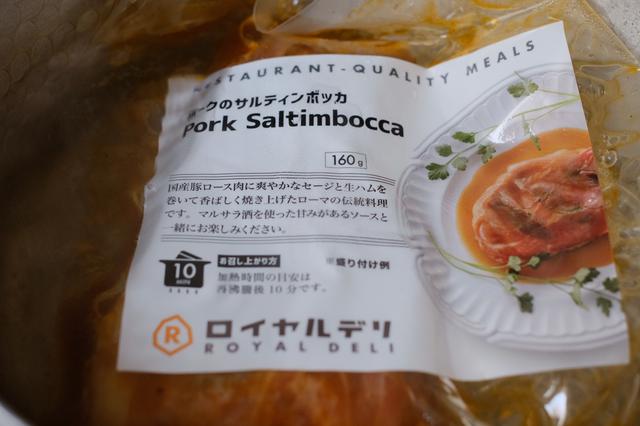 RESTAURANT-QUALITY MEALS
ポークのサルティンボッカ
Pork Saltimbocca
160g
国産豚ロース肉に爽やかなセージと生ハムを
巻いて香ばしく焼き上げたローマの伝統料理
です。マルサラ酒を使った甘みがあるソースと
一緒にお楽しみください。
10
MIN
お召し上がり方
※盛り付け例
加熱時間の目安は
再沸騰後10分です。
R
ロイヤルデリ
ROYAL DELI